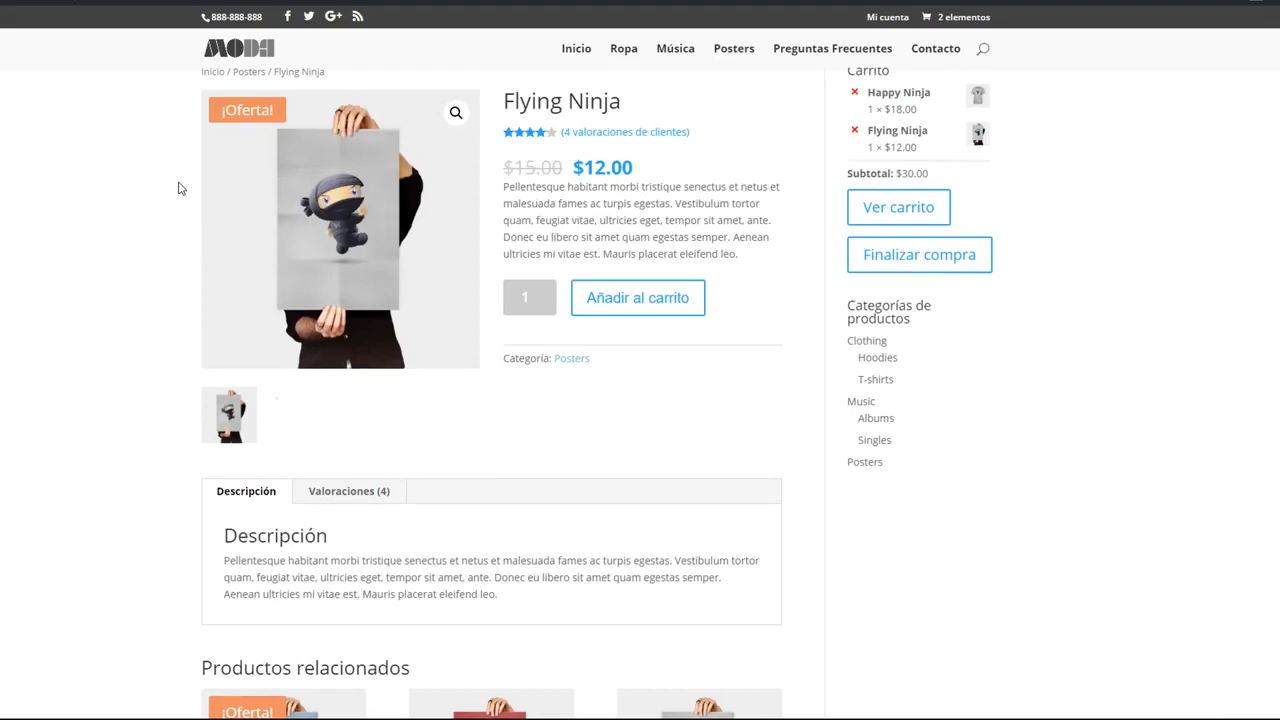 888-888-888
Mi cuenta
2 elementos
MODA
Inicio
Ropa
Música
Posters
Preguntas Frecuentes
Contacto
Inicio / Posters / Flying Ninja
¡Oferta!
Flying Ninja
(4 valoraciones de clientes)
$15.00 $12.00
Pellentesque habitant morbi tristique senectus et netus et
malesuada fames ac turpis egestas. Vestibulum tortor
quam, feugiat vitae, ultricies eget, tempor sit amet, ante.
Donec eu libero sit amet quam egestas semper. Aenean
ultricies mi vitae est. Mauris placerat eleifend leo.
1
Añadir al carrito
Categoría: Posters
Descripción
Valoraciones (4)
Descripción
Pellentesque habitant morbi tristique senectus et netus et malesuada fames ac turpis egestas. Vestibulum tortor
quam, feugiat vitae, ultricies eget, tempor sit amet, ante. Donec eu libero sit amet quam egestas semper.
Aenean ultricies mi vitae est. Mauris placerat eleifend leo.
Productos relacionados
¡Oferta!
Carrito
Happy Ninja
1 × $18.00
Flying Ninja
1 × $12.00
Subtotal: $30.00
Ver carrito
Finalizar compra
Categorías de
productos
Clothing
Hoodies
T-shirts
Music
Albums
Singles
Posters